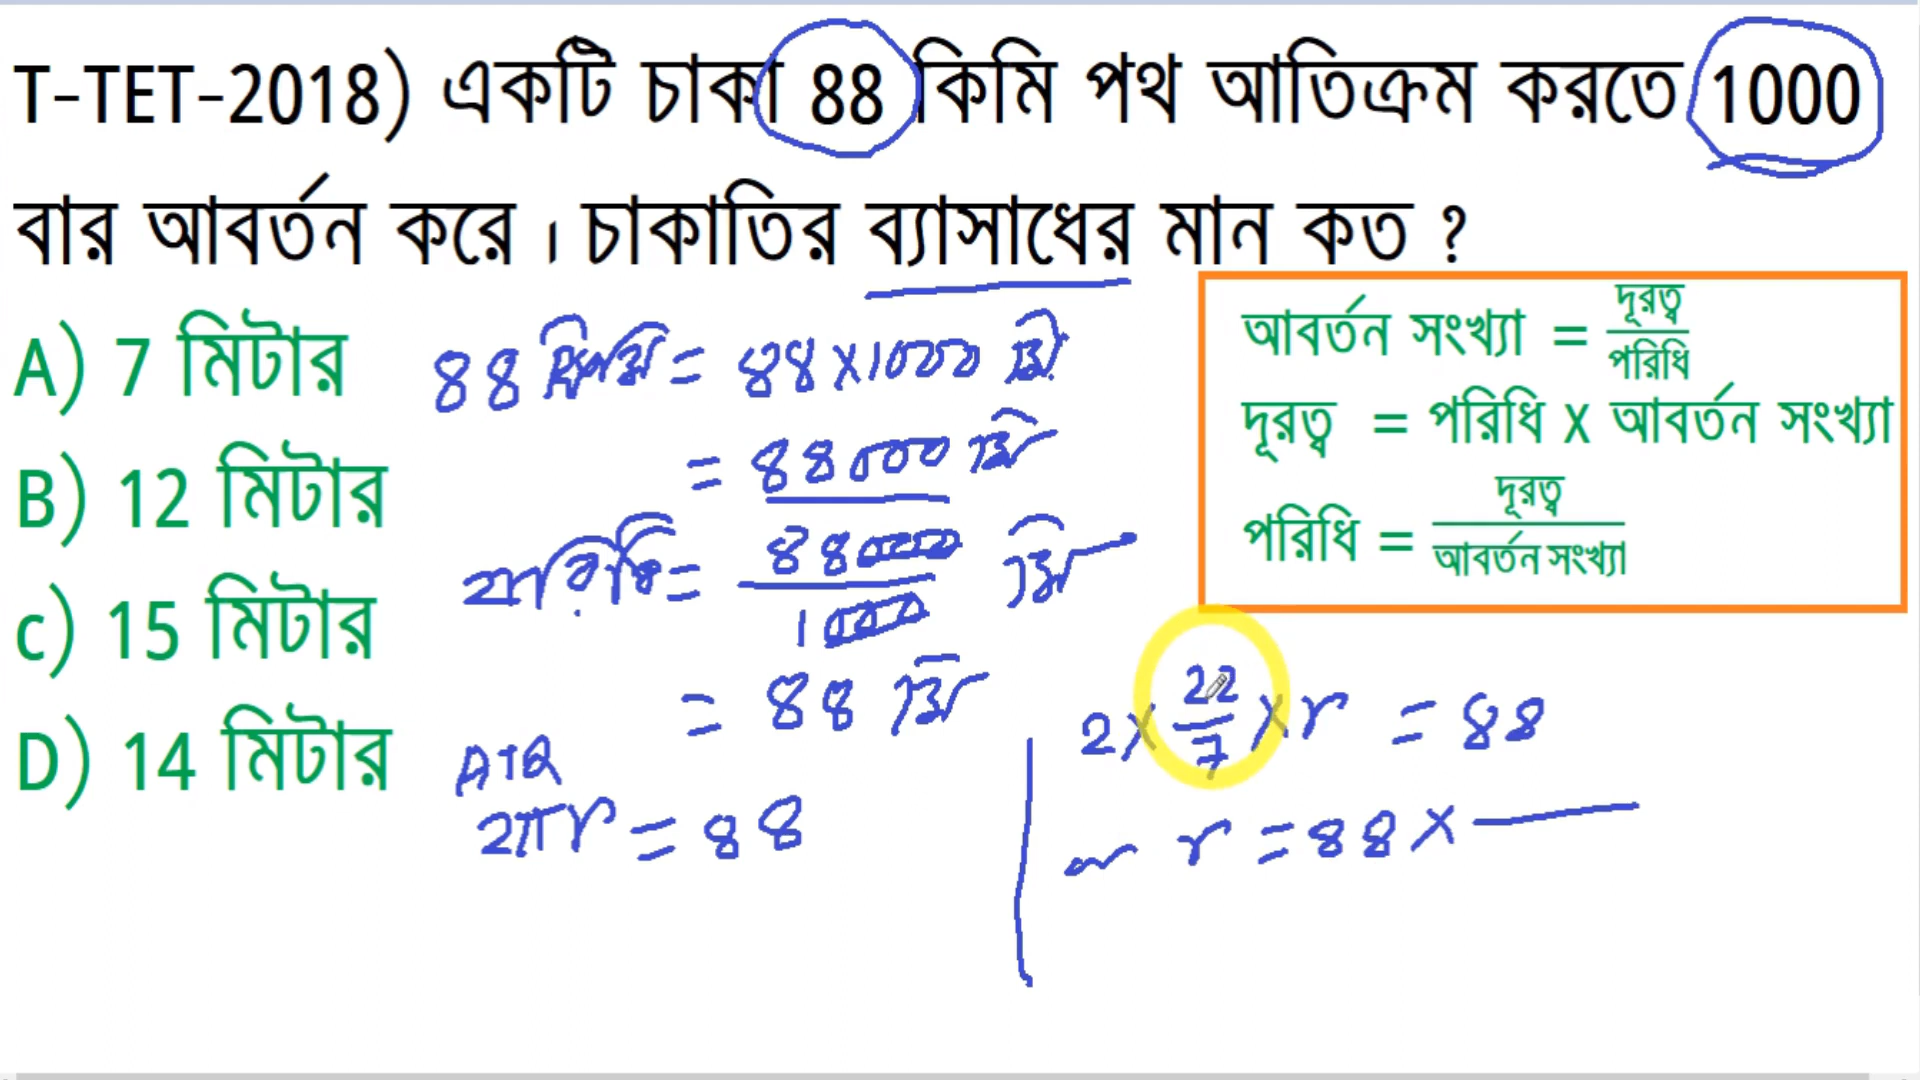 T-TET-2018) একটি চাকা 88 কিমি পথ আতিক্রম করতে 1000
বার আবর্তন করে । চাকাতির ব্যাসাধের মান কত ?
A) 7 মিটার
B) 12 মিটার
c) 15 মিটার
D) 14 মিটার
88 কিমি = 88 x 1000 মি
= 88000 মি
পরিধি = 88000 / 1000 মি
= 88 মি
ATQ
2πr = 88
আবর্তন সংখ্যা = দূরত্ব / পরিধি
দূরত্ব = পরিধি x আবর্তন সংখ্যা
পরিধি = দূরত্ব / আবর্তন সংখ্যা
2 x 22/7 x r = 88
r = 88 x